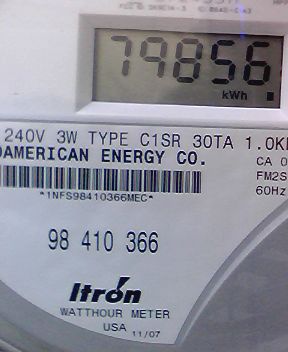 79856
kWh
240V 3W TYPE C1SR 30TA 1.0K
OAMERICAN ENERGY CO.
CA 0
FM2S
60Hz
*1NFS98410366MEC*
98 410 366
Itron
WATTHOUR METER
USA 11/07